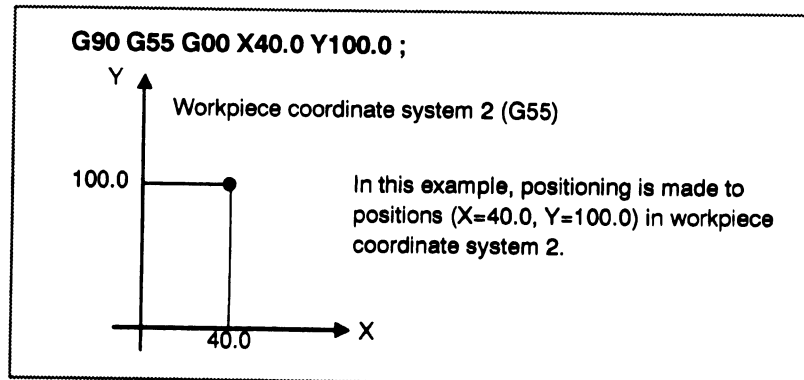 G90 G55 G00 X40.0 Y100.0 ;
Y
Workpiece coordinate system 2 (G55)
100.0
In this example, positioning is made to
positions (X=40.0, Y=100.0) in workpiece
coordinate system 2.
X
40.0